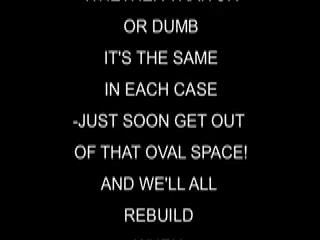 OR DUMB
IT'S THE SAME
IN EACH CASE
-JUST SOON GET OUT
OF THAT OVAL SPACE!
AND WE'LL ALL
REBUILD